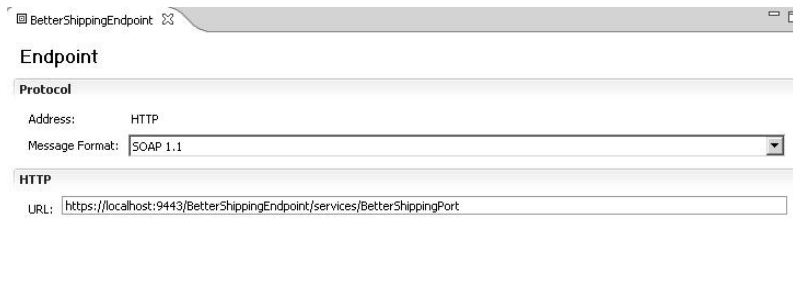 BetterShippingEndpoint
Endpoint
Protocol
Address: HTTP
Message Format: SOAP 1.1
HTTP
URL: https://localhost:9443/BetterShippingEndpoint/services/BetterShippingPort